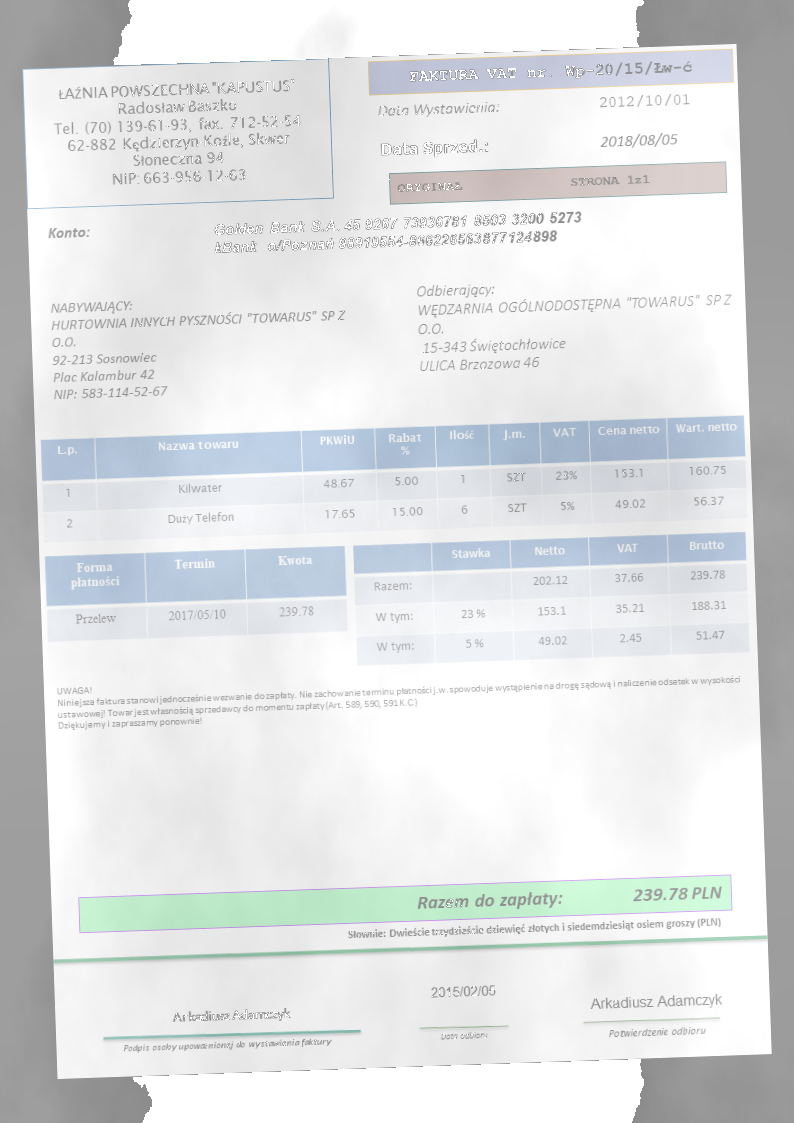 ŁAŹNIA POWSZECHNA "KAPUSTUS"
Radosław Baszko
Tel. (70) 139-61-93, fax. 712-52-54
62-882 Kędzierzyn Koźle, Skwer
Słoneczna 94
NIP: 663-956-12-63
FAKTURA VAT nr. Wp-20/15/Łw-ć
Data Wystawienia: 2012/10/01
Data Sprzed.: 2018/08/05
ORYGINAŁ STRONA 1z1
Konto:
Golden Bank S.A. 45 9267 73936781 8503 3200 5273
kBank o/Poznań
NABYWAJĄCY:
HURTOWNIA INNYCH PYSZNOŚCI "TOWARUS" SP Z
O.O.
92-213 Sosnowiec
Plac Kalambur 42
NIP: 583-114-52-67
Odbierający:
WĘDZARNIA OGÓLNODOSTĘPNA "TOWARUS" SP Z
O.O.
15-343 Świętochłowice
ULICA Brzozowa 46
L.p. Nazwa towaru PKWiU Rabat % Ilość J.m. VAT Cena netto Wart. netto
1 Kilwater 48.67 5.00 1 SZT 23% 153.1 160.75
2 Duży Telefon 17.65 15.00 6 SZT 5% 49.02 56.37
Forma płatności Termin Kwota
Przelew 2017/05/10 239.78
Stawka Netto VAT Brutto
Razem: 202.12 37.66 239.78
W tym: 23 % 153.1 35.21 188.31
W tym: 5 % 49.02 2.45 51.47
UWAGA!
Niniejsza faktura stanowi jednocześnie wezwanie do zapłaty. Nie zachowanie terminu płatności j.w. spowoduje wystąpienie na drogę sądową i naliczenie odsetek w wysokości
ustawowej! Towar jest własnością sprzedawcy do momentu zapłaty (Art. 589, 590, 591 K.C.)
Dziękujemy i zapraszamy ponownie!
Razem do zapłaty: 239.78 PLN
Słownie: Dwieście trzydzieście dziewięć złotych i siedemdziesiąt osiem groszy (PLN)
Arkadiusz Adamczyk
2015/02/05
Arkadiusz Adamczyk
Podpis osoby upoważnionej do wystawienia faktury
Data odbioru
Potwierdzenie odbioru